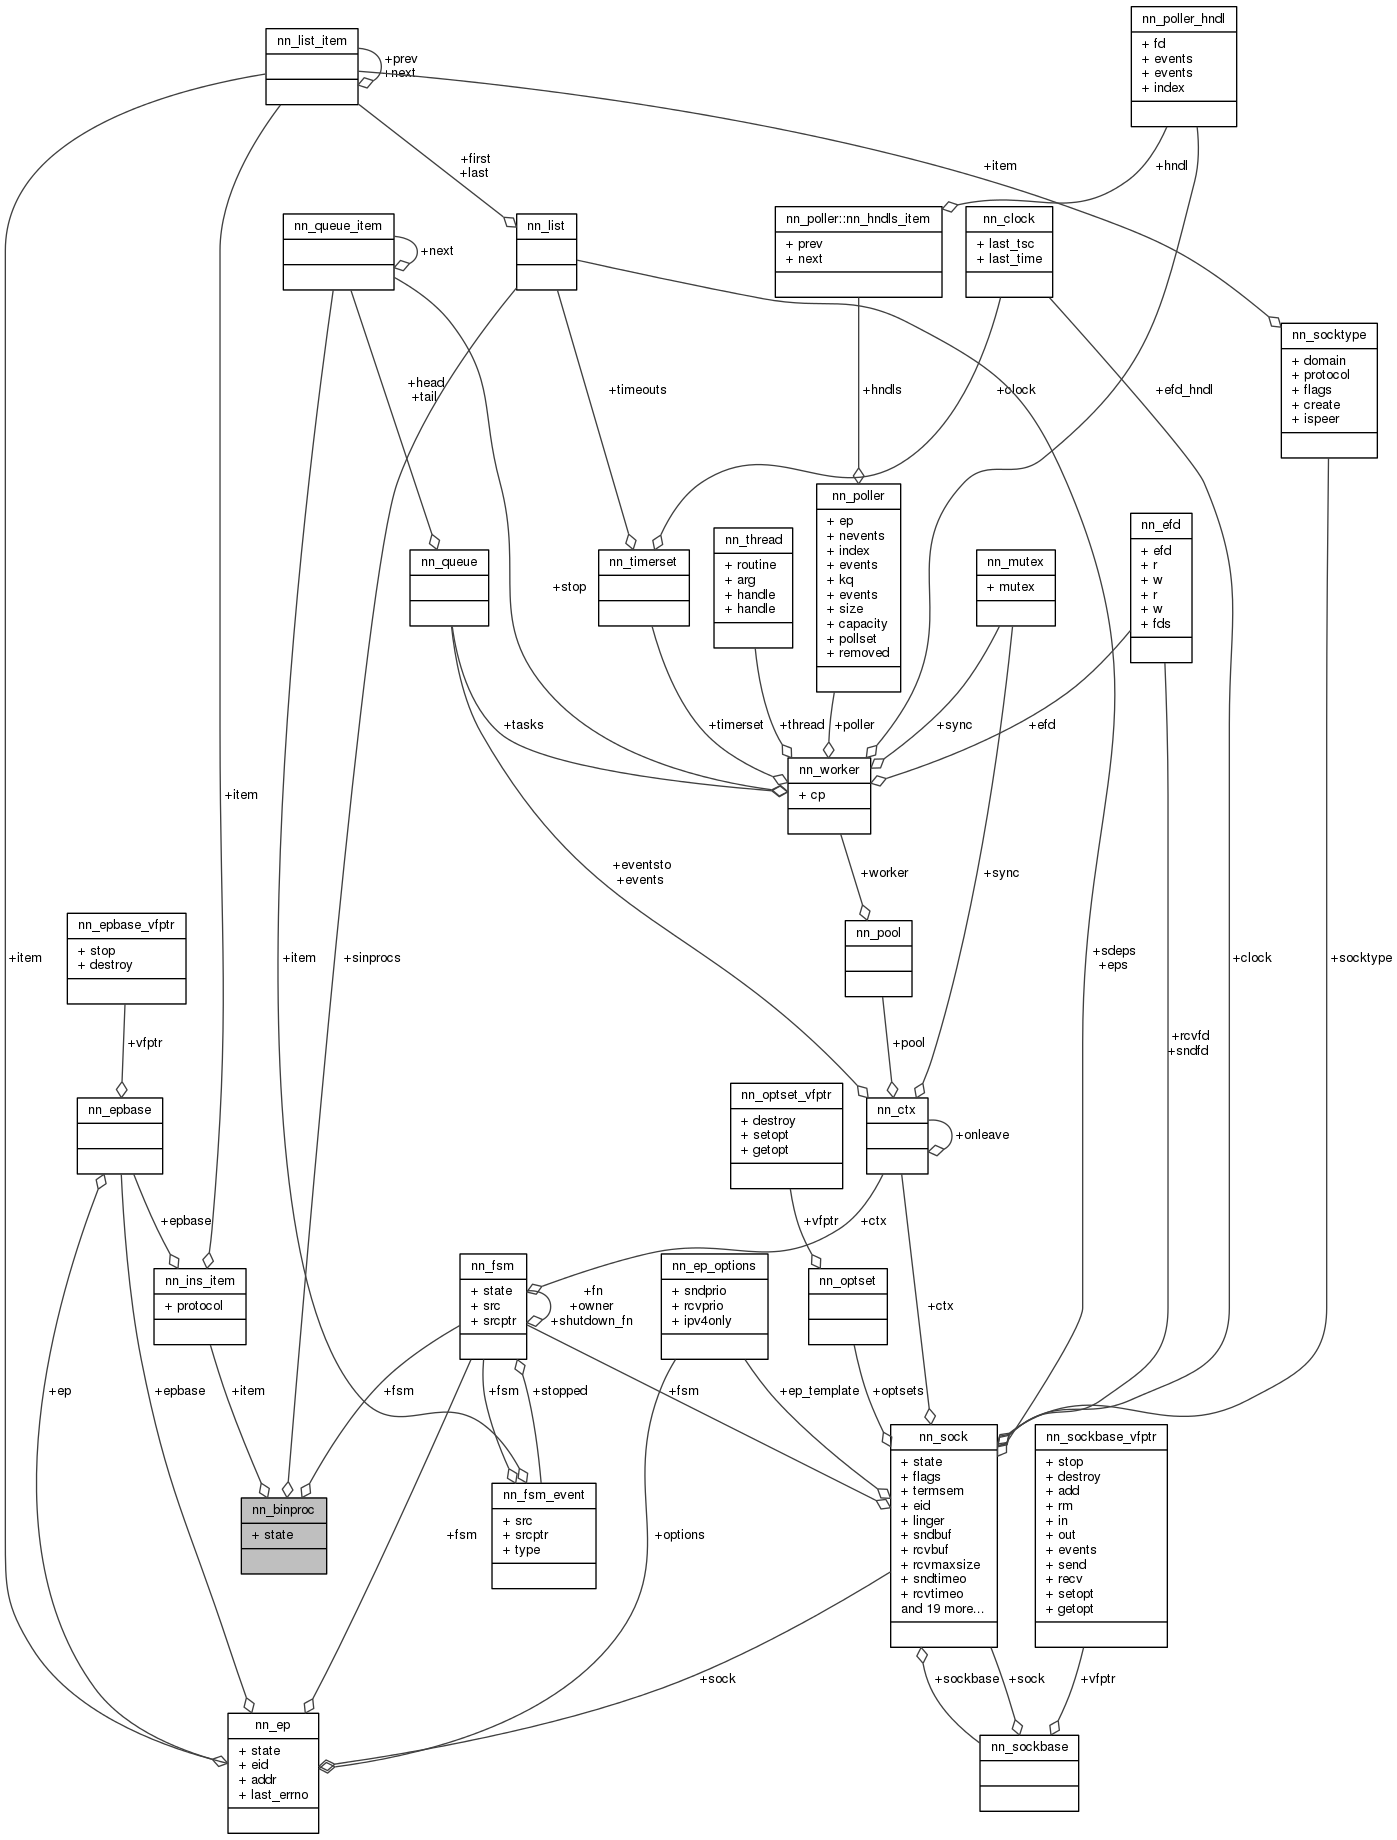 nn_poller_hndl
+ fd
+ events
+ events
+ index
nn_list_item
+prev
+next
+first
+last
+item
+hndl
nn_queue_item
+next
nn_list
nn_poller::nn_hndls_item
+ prev
+ next
nn_clock
+ last_tsc
+ last_time
nn_socktype
+ domain
+ protocol
+ flags
+ create
+ ispeer
+head
+tail
+timeouts
+hndls
+clock
+efd_hndl
nn_queue
+stop
nn_timerset
nn_thread
+ routine
+ arg
+ handle
+ handle
nn_poller
+ ep
+ nevents
+ index
+ events
+ kq
+ events
+ size
+ capacity
+ pollset
+ removed
nn_mutex
+ mutex
nn_efd
+ efd
+ r
+ w
+ r
+ w
+ fds
+tasks
+timerset
+thread
+poller
+sync
+efd
nn_worker
+ cp
+item
+eventsto
+events
+worker
+sync
nn_epbase_vfptr
+ stop
+ destroy
nn_pool
+item
+item
+sinprocs
+sdeps
+eps
+clock
+socktype
+vfptr
+pool
+rcvfd
+sndfd
nn_epbase
nn_optset_vfptr
+ destroy
+ setopt
+ getopt
nn_ctx
+onleave
+epbase
+vfptr
+ctx
nn_ins_item
+ protocol
nn_fsm
+ state
+ src
+ srcptr
+fn
+owner
+shutdown_fn
nn_ep_options
+ sndprio
+ rcvprio
+ ipv4only
nn_optset
+ctx
+ep
+epbase
+item
+fsm
+fsm
+stopped
+fsm
+ep_template
+optsets
nn_binproc
+ state
nn_fsm_event
+ src
+ srcptr
+ type
nn_sock
+ state
+ flags
+ termsem
+ eid
+ linger
+ sndbuf
+ rcvbuf
+ rcvmaxsize
+ sndtimeo
+ rcvtimeo
and 19 more...
nn_sockbase_vfptr
+ stop
+ destroy
+ add
+ rm
+ in
+ out
+ events
+ send
+ recv
+ setopt
+ getopt
+fsm
+options
+sock
+sockbase
+sock
+vfptr
nn_ep
+ state
+ eid
+ addr
+ last_errno
nn_sockbase